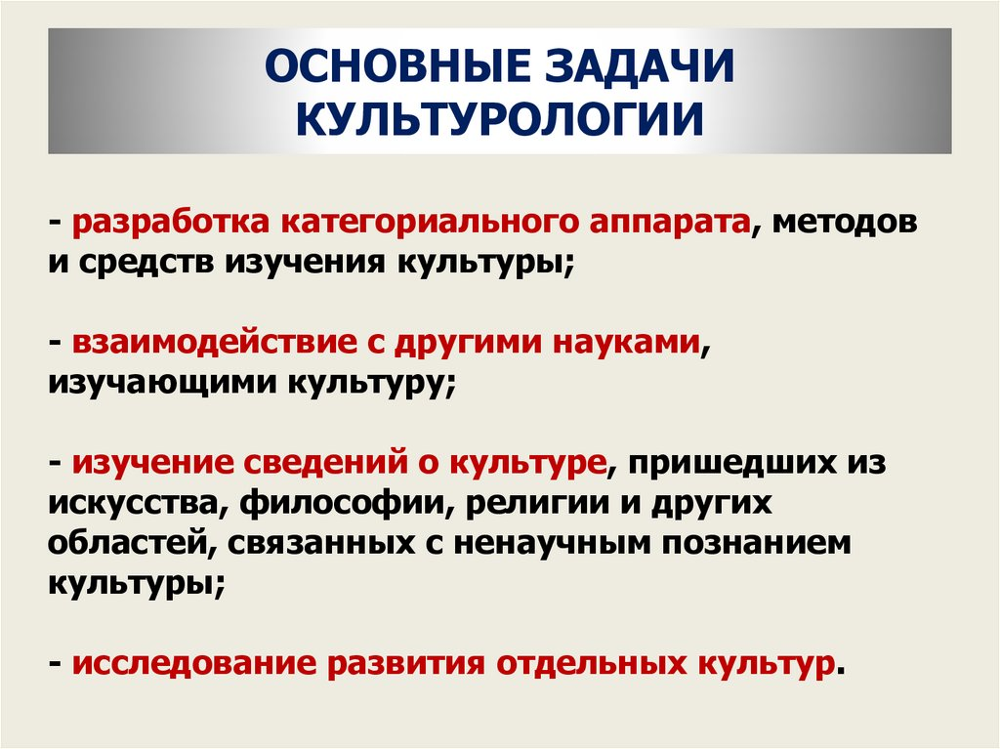 ОСНОВНЫЕ ЗАДАЧИ
КУЛЬТУРОЛОГИИ
- разработка категориального аппарата, методов
и средств изучения культуры;
- взаимодействие с другими науками,
изучающими культуру;
- изучение сведений о культуре, пришедших из
искусства, философии, религии и других
областей, связанных с ненаучным познанием
культуры;
- исследование развития отдельных культур.